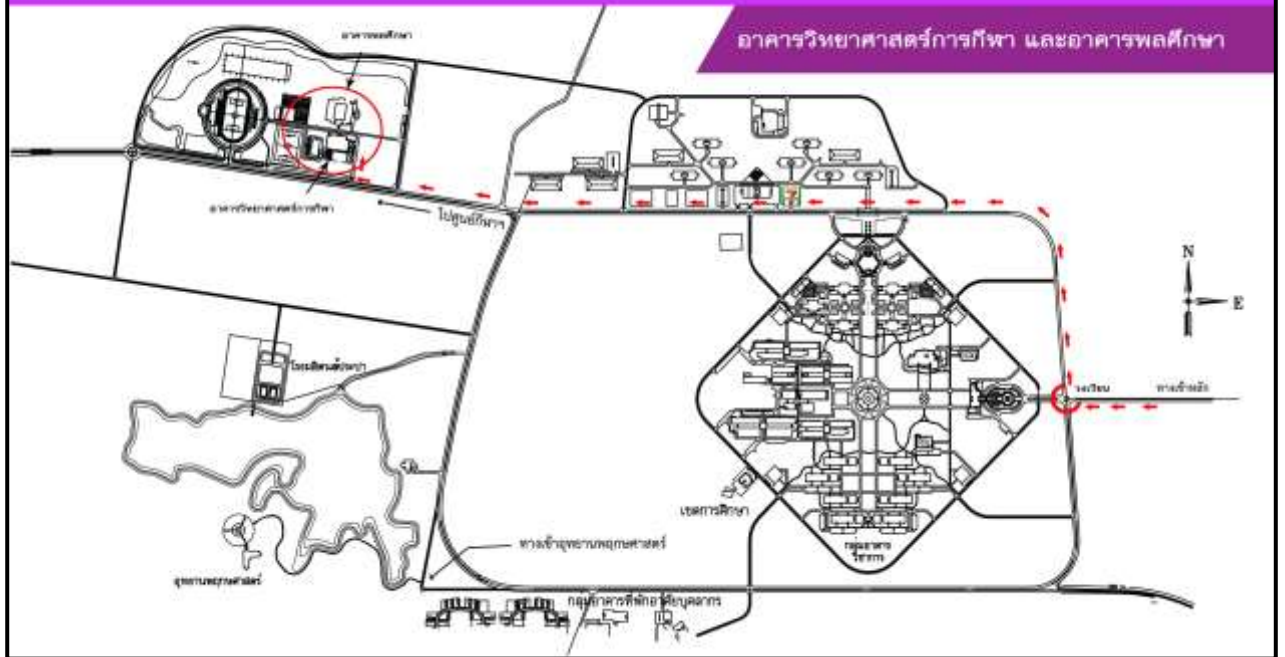 อาคารวิทยาศาสตร์การกีฬา และอาคารพลศึกษา
อาคารพลศึกษา
อาคารวิทยาศาสตร์การกีฬา
ไปศูนย์กีฬาฯ
N
E
วงเวียน
ทางเข้าหลัก
โรงผลิตน้ำประปา
เขตการศึกษา
กลุ่มอาคาร
วิชาการ
ทางเข้าอุทยานพฤกษศาสตร์
อุทยานพฤกษศาสตร์
กลุ่มอาคารที่พักอาศัยบุคลากร